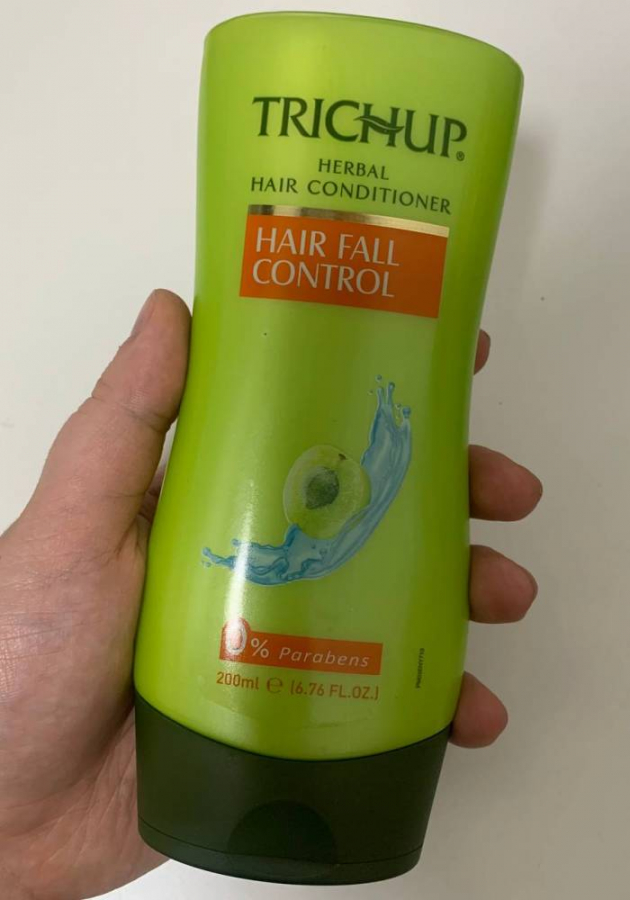 TRICHUP®
HERBAL
HAIR CONDITIONER
HAIR FALL
CONTROL
0% Parabens
200ml ℮ (6.76 FL.OZ.)